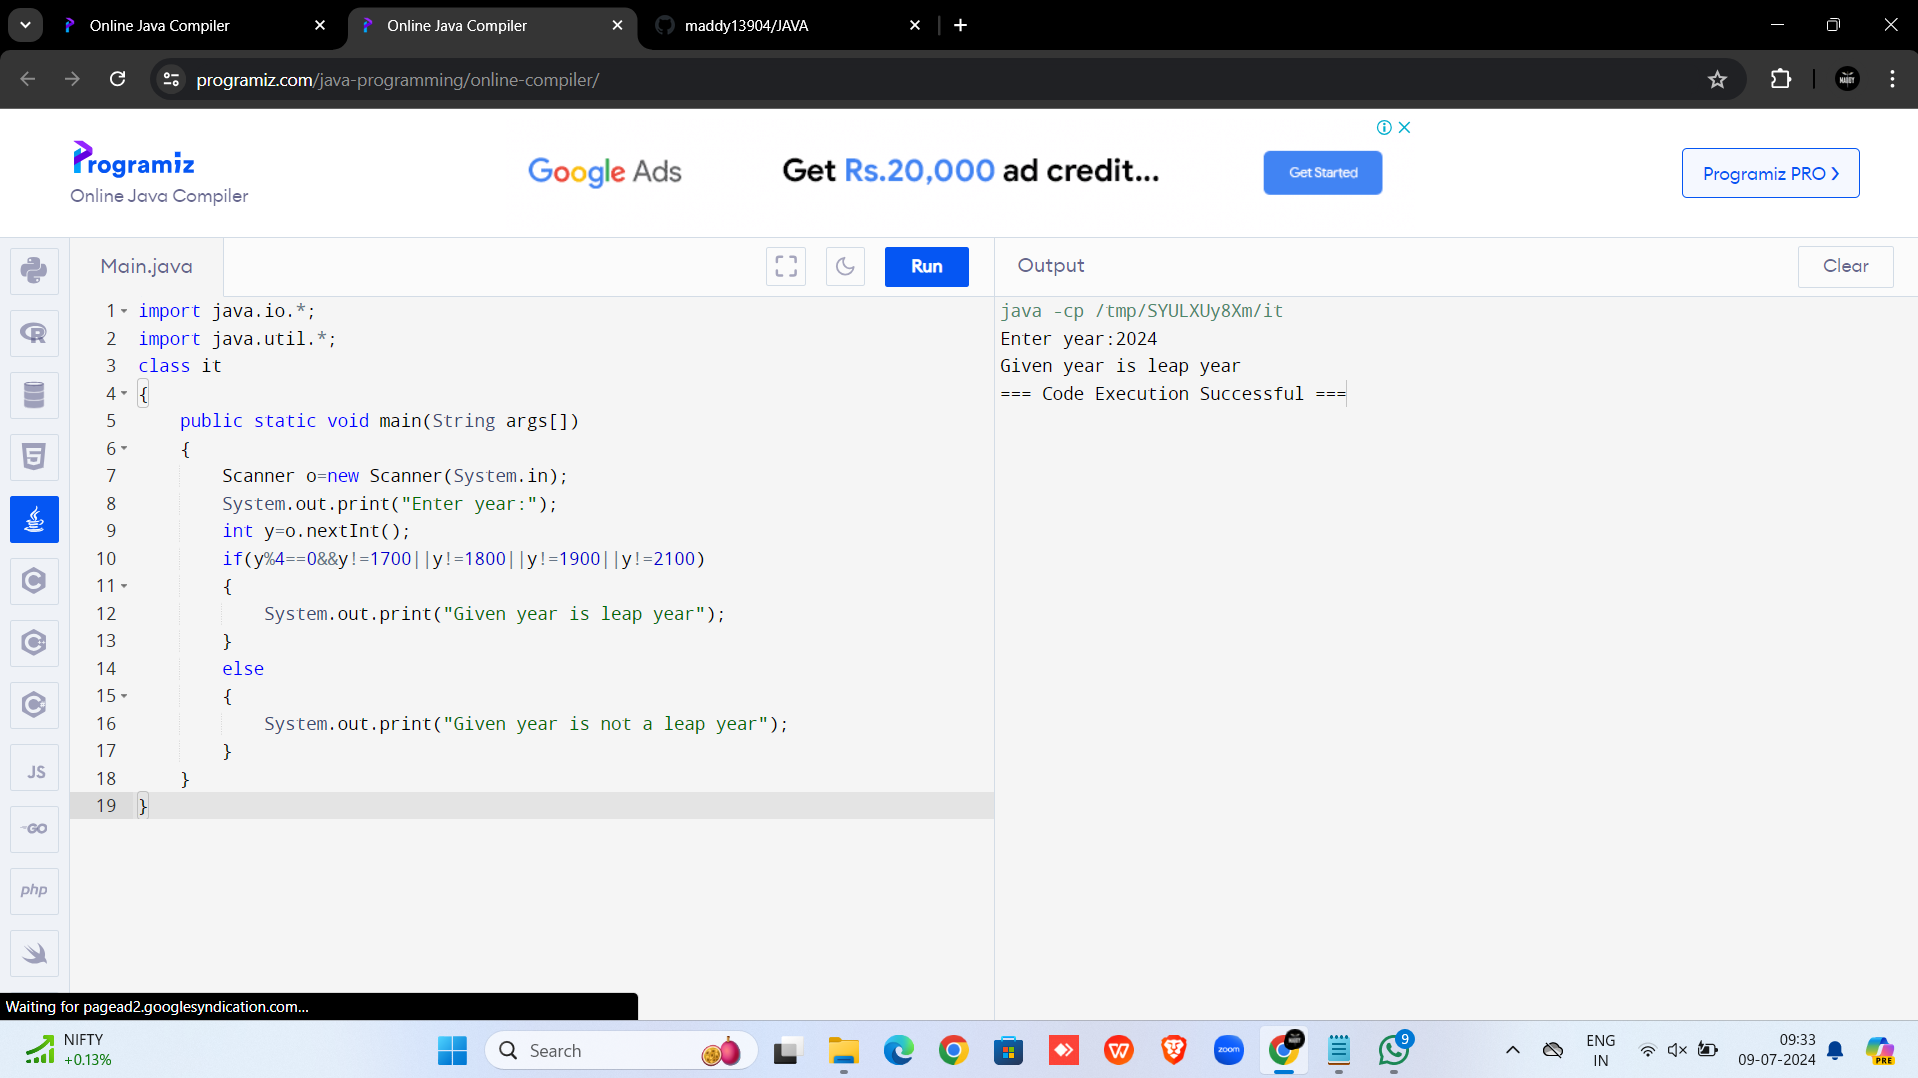 Online Java Compiler
Online Java Compiler
maddy13904/JAVA
programiz.com/java-programming/online-compiler/
Programiz
Online Java Compiler
Google Ads
Get Rs.20,000 ad credit...
Get Started
Programiz PRO
Main.java
Run
Output
Clear
1 import java.io.*;
2 import java.util.*;
3 class it
4 {
5     public static void main(String args[])
6     {
7         Scanner o=new Scanner(System.in);
8         System.out.print("Enter year:");
9         int y=o.nextInt();
10         if(y%4==0&&y!=1700||y!=1800||y!=1900||y!=2100)
11         {
12             System.out.print("Given year is leap year");
13         }
14         else
15         {
16             System.out.print("Given year is not a leap year");
17         }
18     }
19 }
java -cp /tmp/SYULXUy8Xm/it
Enter year:2024
Given year is leap year
=== Code Execution Successful ===
R
5
C
C
C
JS
GO
php
Waiting for pagead2.googlesyndication.com...
NIFTY
+0.13%
Search
W
zoom
9
ENG
IN
09:33
09-07-2024
PRE